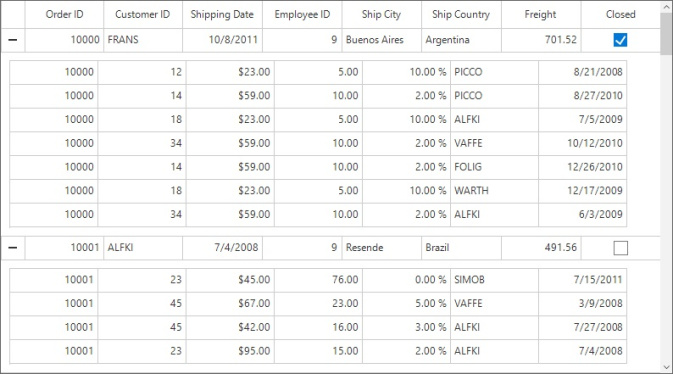 Order ID Customer ID Shipping Date Employee ID Ship City Ship Country Freight Closed
10000 FRANS 10/8/2011 9 Buenos Aires Argentina 701.52
10000 12 $23.00 5.00 10.00 % PICCO 8/21/2008
10000 14 $59.00 10.00 2.00 % PICCO 8/27/2010
10000 18 $23.00 5.00 10.00 % ALFKI 7/5/2009
10000 34 $59.00 10.00 2.00 % VAFFE 10/12/2010
10000 14 $59.00 10.00 2.00 % FOLIG 12/26/2010
10000 18 $23.00 5.00 10.00 % WARTH 12/17/2009
10000 34 $59.00 10.00 2.00 % ALFKI 6/3/2009
10001 ALFKI 7/4/2008 9 Resende Brazil 491.56
10001 23 $45.00 76.00 0.00 % SIMOB 7/15/2011
10001 45 $67.00 23.00 5.00 % VAFFE 3/9/2008
10001 45 $42.00 16.00 3.00 % ALFKI 7/27/2008
10001 23 $95.00 15.00 2.00 % ALFKI 7/4/2008